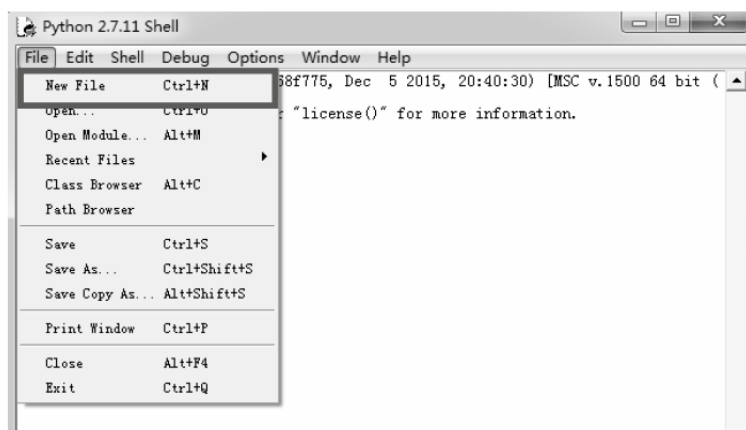 Python 2.7.11 Shell
File Edit Shell Debug Options Window Help
New File Ctrl+N
8f775, Dec 5 2015, 20:40:30) [MSC v.1500 64 bit (
Open... Ctrl+O
"license()" for more information.
Open Module... Alt+M
Recent Files
Class Browser Alt+C
Path Browser
Save Ctrl+S
Save As... Ctrl+Shift+S
Save Copy As... Alt+Shift+S
Print Window Ctrl+P
Close Alt+F4
Exit Ctrl+Q